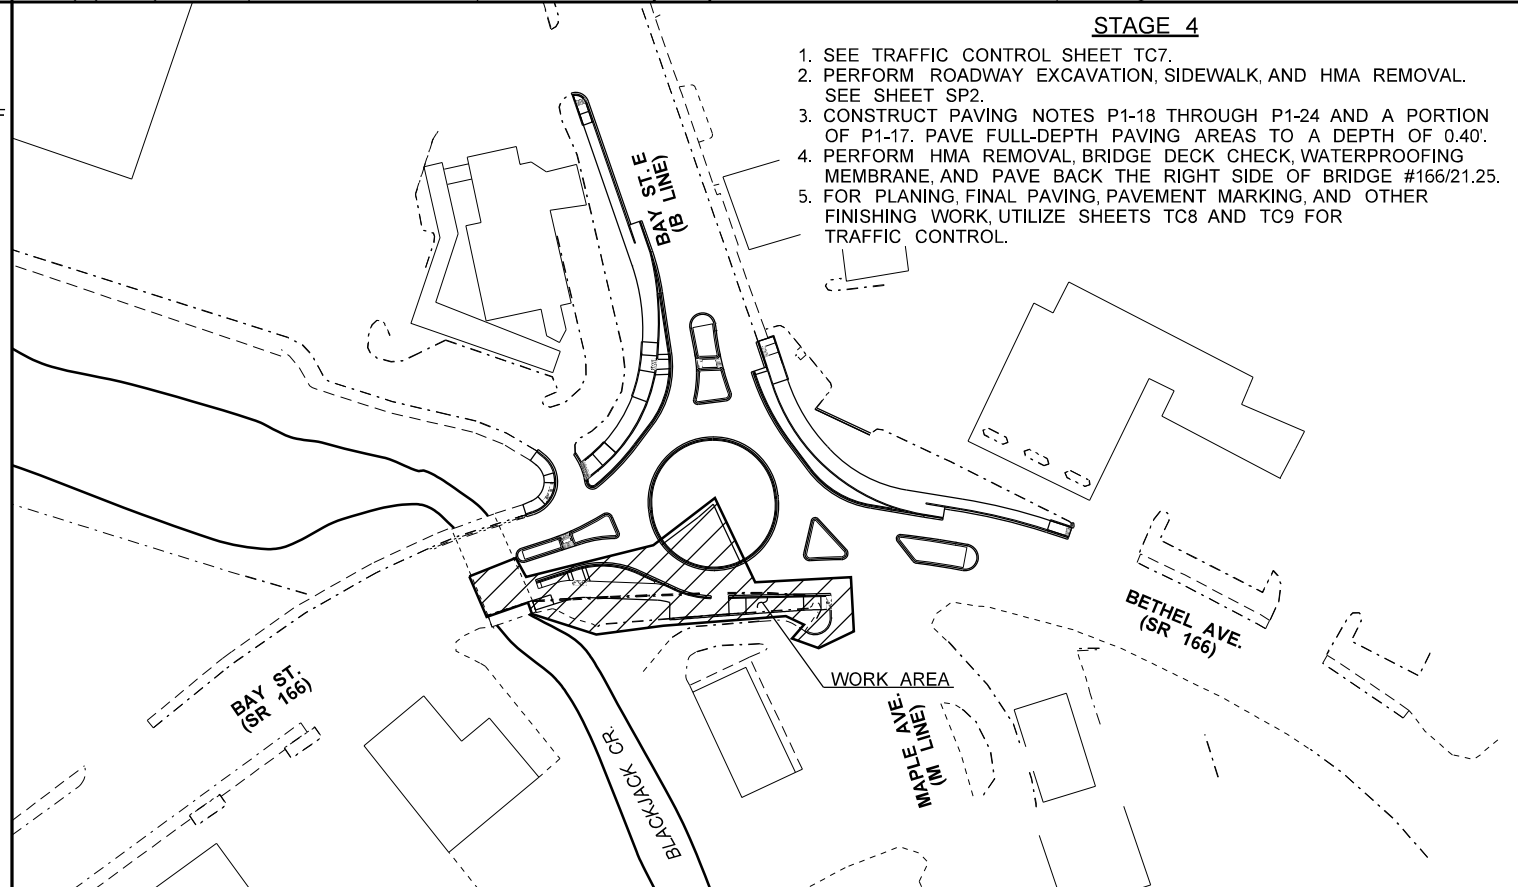 STAGE 4
1. SEE TRAFFIC CONTROL SHEET TC7.
2. PERFORM ROADWAY EXCAVATION, SIDEWALK, AND HMA REMOVAL.
SEE SHEET SP2.
3. CONSTRUCT PAVING NOTES P1-18 THROUGH P1-24 AND A PORTION
OF P1-17. PAVE FULL-DEPTH PAVING AREAS TO A DEPTH OF 0.40'.
4. PERFORM HMA REMOVAL, BRIDGE DECK CHECK, WATERPROOFING
MEMBRANE, AND PAVE BACK THE RIGHT SIDE OF BRIDGE #166/21.25.
5. FOR PLANING, FINAL PAVING, PAVEMENT MARKING, AND OTHER
FINISHING WORK, UTILIZE SHEETS TC8 AND TC9 FOR
TRAFFIC CONTROL.
BAY ST. E
(B LINE)
BETHEL AVE.
(SR 166)
WORK AREA
BAY ST.
(SR 166)
MAPLE AVE.
(M LINE)
BLACKJACK CR.